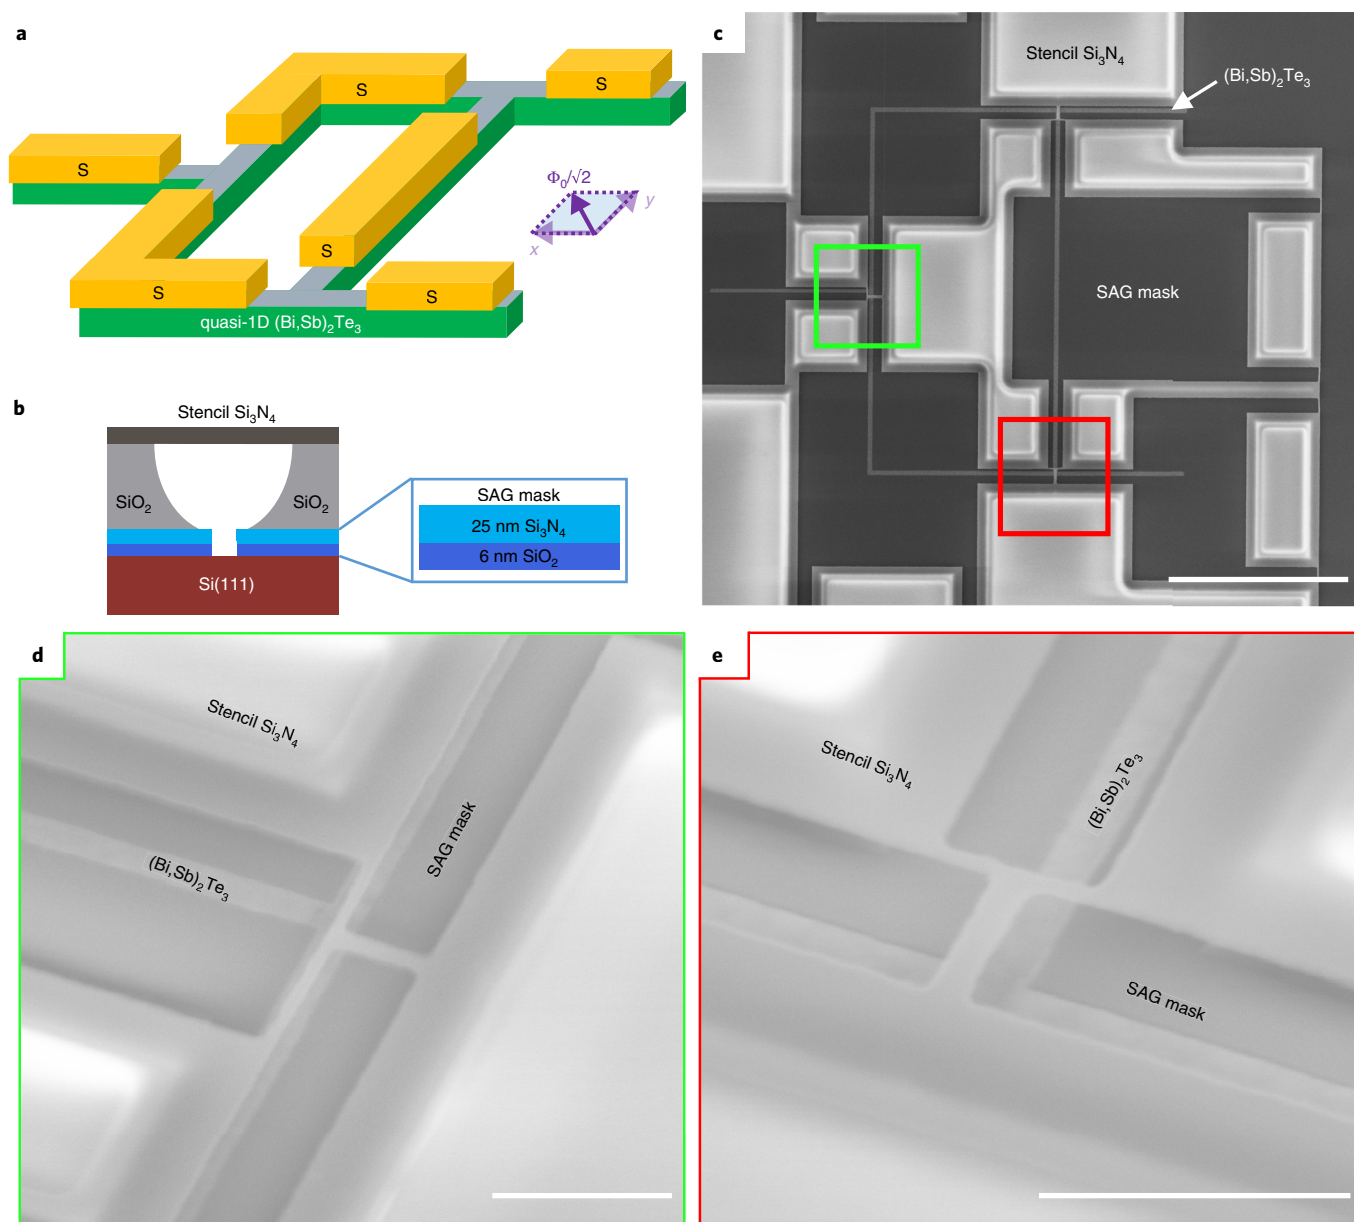 a
S
S
S
S
S
S
quasi-1D (Bi,Sb)₂Te₃
Φ₀/√2
x
y
b
Stencil Si₃N₄
SiO₂
SiO₂
Si(111)
SAG mask
25 nm Si₃N₄
6 nm SiO₂
c
Stencil Si₃N₄
(Bi,Sb)₂Te₃
SAG mask
d
Stencil Si₃N₄
(Bi,Sb)₂Te₃
SAG mask
e
Stencil Si₃N₄
(Bi,Sb)₂Te₃
SAG mask